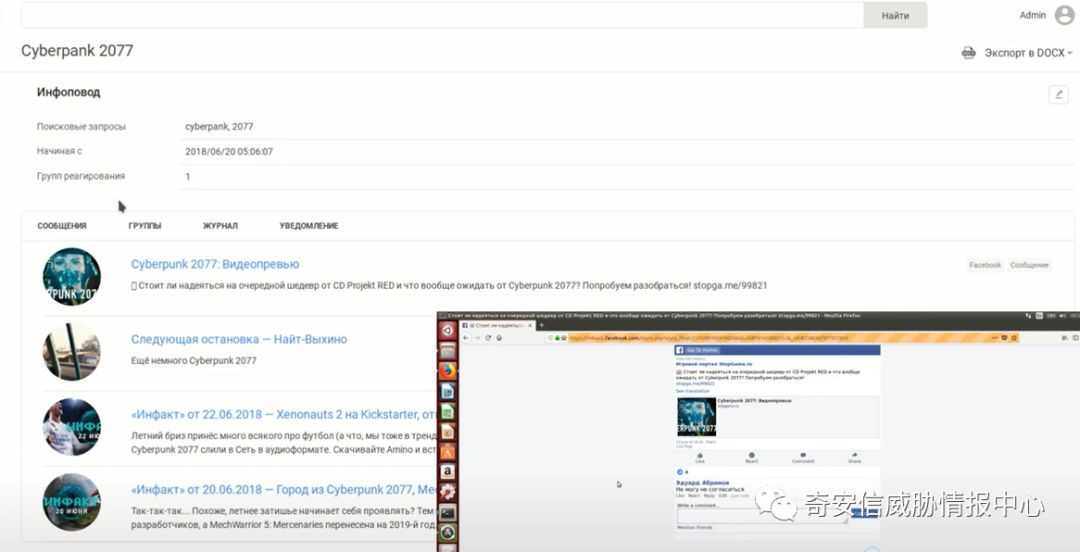 Найти
Admin
Cyberpank 2077
Экспорт в DOCX
Инфоповод
Поисковые запросы cyberpank, 2077
Начиная с 2018/06/20 05:06:07
Групп реагирования 1
СООБЩЕНИЯ ГРУППЫ ЖУРНАЛ УВЕДОМЛЕНИЕ
Cyberpunk 2077: Видеопревью
Facebook Сообщение
Стоит ли надеяться на очередной шедевр от CD Projekt RED и что вообще ожидать от Cyberpunk 2077? Попробуем разобраться! stopga.me/99821
Следующая остановка — Найт-Выхино
Ещё немного Cyberpunk 2077
«Инфакт» от 22.06.2018 — Xenonauts 2 на Kickstarter, от
Летний бриз принёс много всякого про футбол (а что, мы тоже в тренд
Cyberpunk 2077 слили в Сеть в аудиоформате. Скачивайте Amino и вст
«Инфакт» от 20.06.2018 — Город из Cyberpunk 2077, Ме
Так-так-так... Похоже, летнее затишье начинает себя проявлять? Тем
разработчиков, а MechWarrior 5: Mercenaries перенесена на 2019-й год
Стоит ли надеяться на очередной шедевр от CD Projekt RED и что вообще ожидать от Cyberpunk 2077? Попробуем разобраться! stopga.me/99821 - Mozilla Firefox
Стоит ли надеяться
Go To Home
Игровой портал StopGame.ru
Стоит ли надеяться на очередной шедевр от CD Projekt RED и что вообще
ожидать от Cyberpunk 2077? Попробуем разобраться!
stopga.me/99821
See translation
Cyberpunk 2077: Видеопревью
stopgame.ru
Like React Comment Share
4
Эдуард Абрамов
Не могу не согласиться
Like React Reply
Write a comment...
Mention Friends
奇安信威胁情报中心